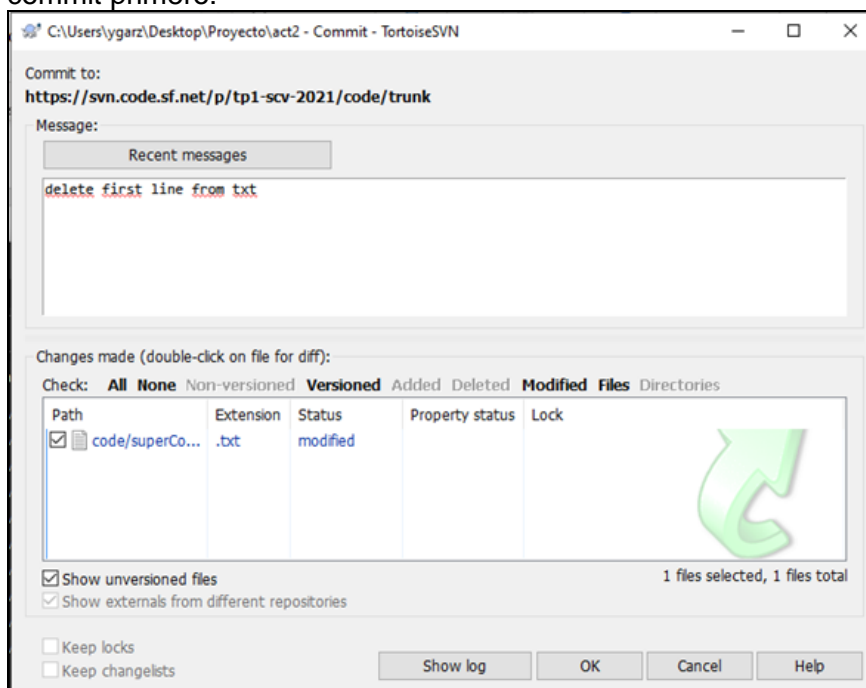 commit primero.
C:\Users\ygarz\Desktop\Proyecto\act2 - Commit - TortoiseSVN
Commit to:
https://svn.code.sf.net/p/tp1-scv-2021/code/trunk
Message:
Recent messages
delete first line from txt
Changes made (double-click on file for diff):
Check: All None Non-versioned Versioned Added Deleted Modified Files Directories
Path Extension Status Property status Lock
code/superCo... .txt modified
Show unversioned files 1 files selected, 1 files total
Show externals from different repositories
Keep locks
Keep changelists Show log OK Cancel Help